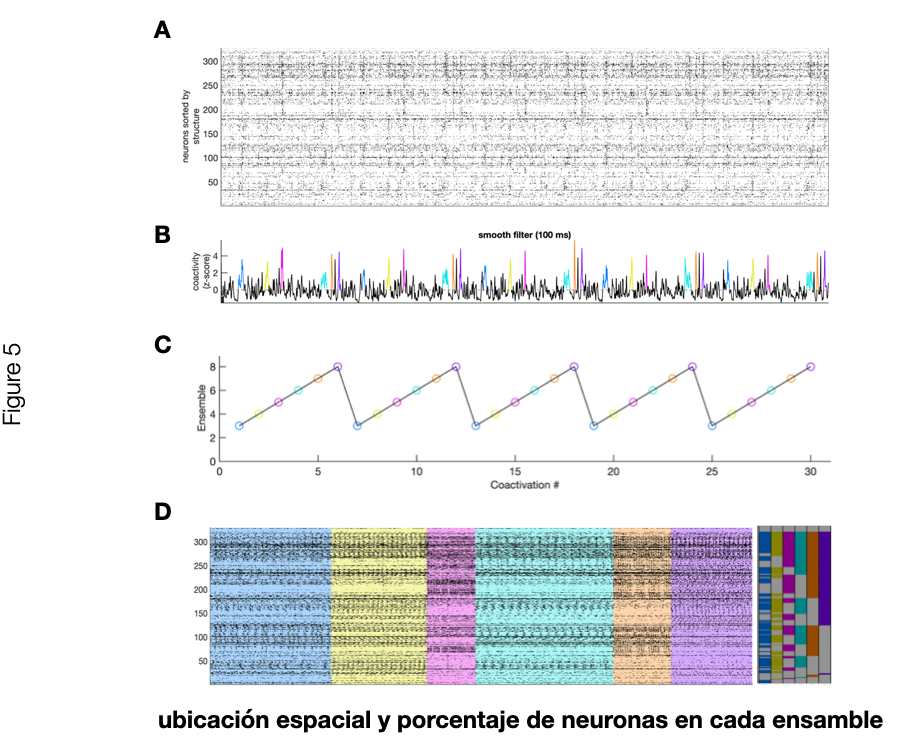 Figure 5
A
neurons sorted by
structure
300
250
200
150
100
50
B
smooth filter (100 ms)
coactivity
(z-score)
4
2
0
C
Ensemble
8
6
4
2
0
0 5 10 15 20 25 30
Coactivation #
D
300
250
200
150
100
50
ubicación espacial y porcentaje de neuronas en cada ensamble